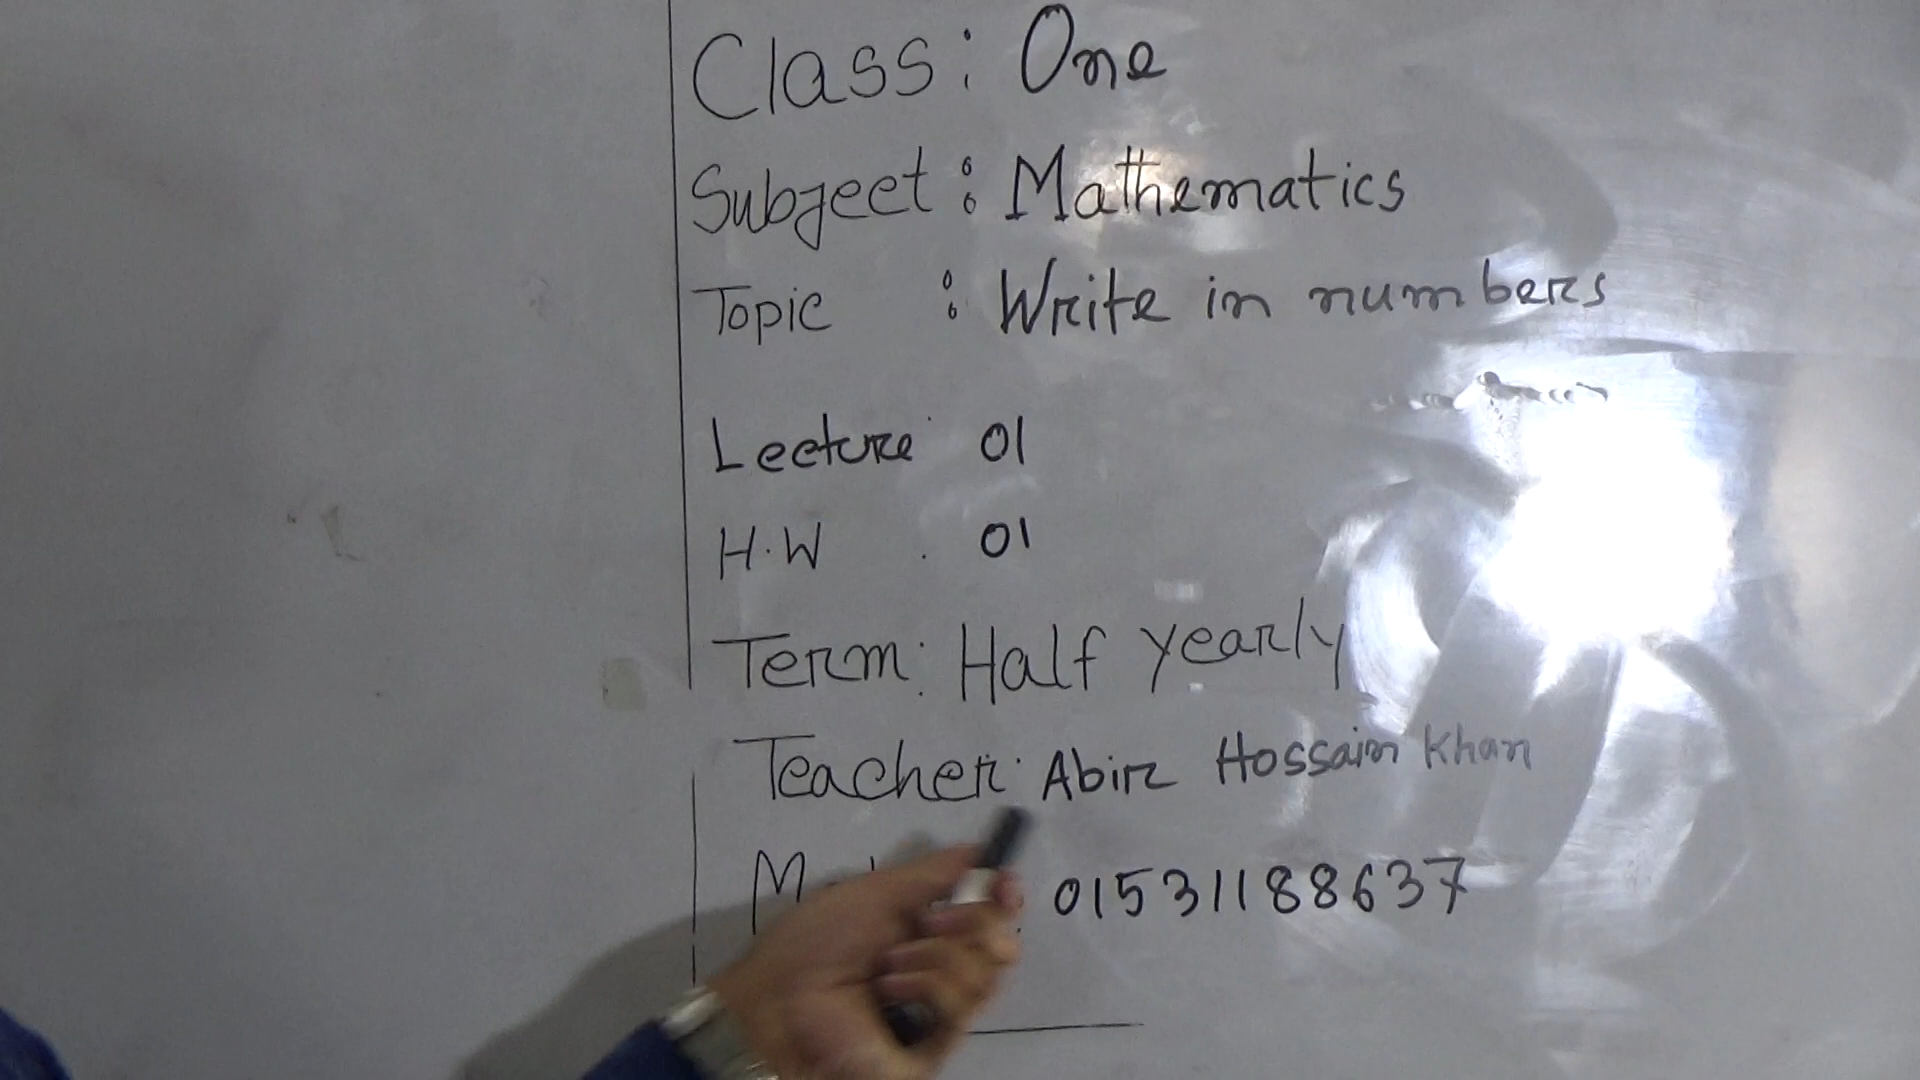 Class: One
Subject: Mathematics
Topic : Write in numbers
Lecture 01
H.W . 01
Term: Half yearly
Teacher: Abir Hossain Khan
01531188637